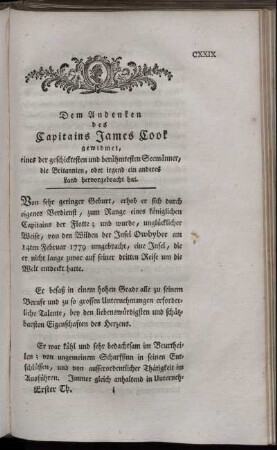 CXXIX
Dem Andenken
des
Capitains James Cook
gewidmet,
eines der geschicktesten und berühmtesten Seemänner,
die Britannien, oder irgend ein anderes
Land hervorgebracht hat.
Von sehr geringer Geburt, erhob er sich durch
eigenes Verdienst, zum Range eines königlichen
Capitains der Flotte; und wurde, unglücklicher
Weise, von den Wilden der Insel Owhyhee am
14ten Februar 1779 umgebracht, eine Insel, die
er nicht lange zuvor auf seiner dritten Reise um die
Welt entdeckt hatte.
Er besaß in einem hohen Grade alle zu seinem
Berufe und zu so grossen Unternehmungen erforder-
liche Talente, bey den liebenswürdigsten und schätz-
barsten Eigenschaften des Herzens.
Er war kühl und sehr bedachtsam im Beurthei-
len; von ungemeinem Scharfsinn in seinen Ent-
schlüssen, und von ausserordentlicher Thätigkeit im
Ausführen. Immer gleich anhaltend in Unterneh-
Erster Th. i